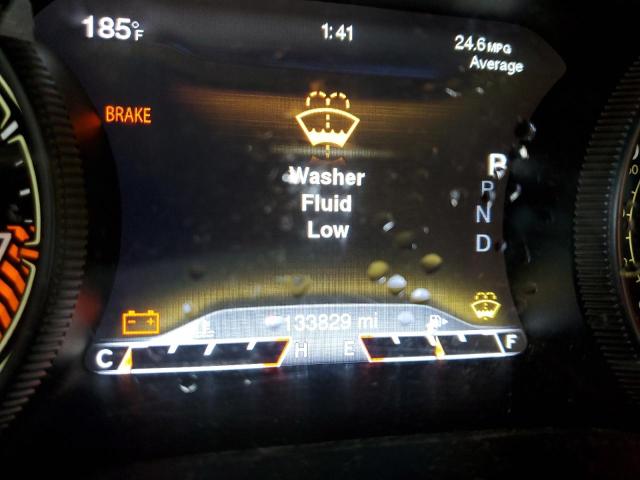 185°F
1:41
24.6 MPG
Average
BRAKE
Washer
Fluid
Low
P
R
N
D
133829 mi
C
H
E
F